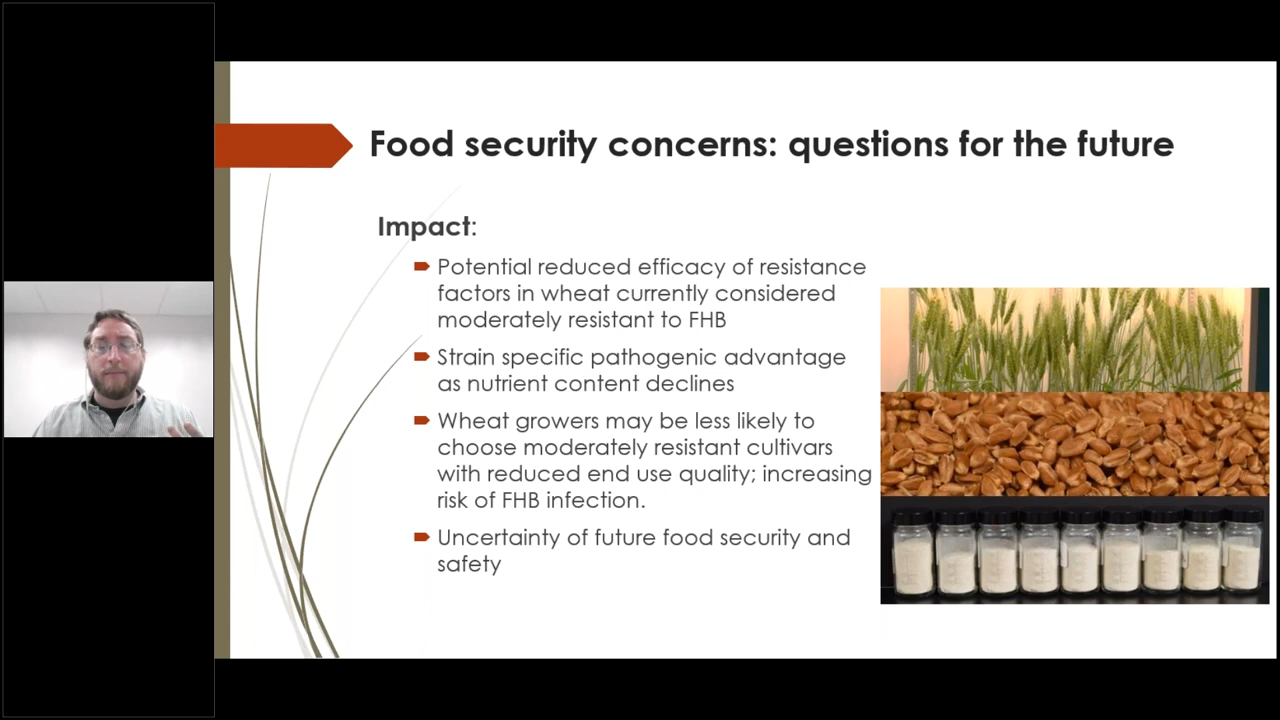 Food security concerns: questions for the future
Impact:
Potential reduced efficacy of resistance
factors in wheat currently considered
moderately resistant to FHB
Strain specific pathogenic advantage
as nutrient content declines
Wheat growers may be less likely to
choose moderately resistant cultivars
with reduced end use quality; increasing
risk of FHB infection.
Uncertainty of future food security and
safety